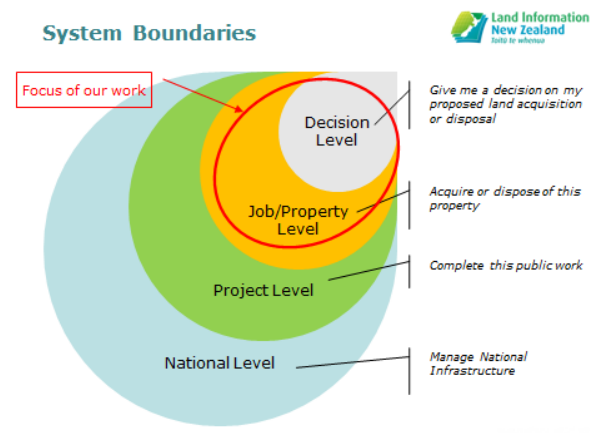 System Boundaries
Land Information
New Zealand
Toitū te whenua
Focus of our work
Decision
Level
Give me a decision on my
proposed land acquisition
or disposal
Job/Property
Level
Acquire or dispose of this
property
Project Level
Complete this public work
National Level
Manage National
Infrastructure